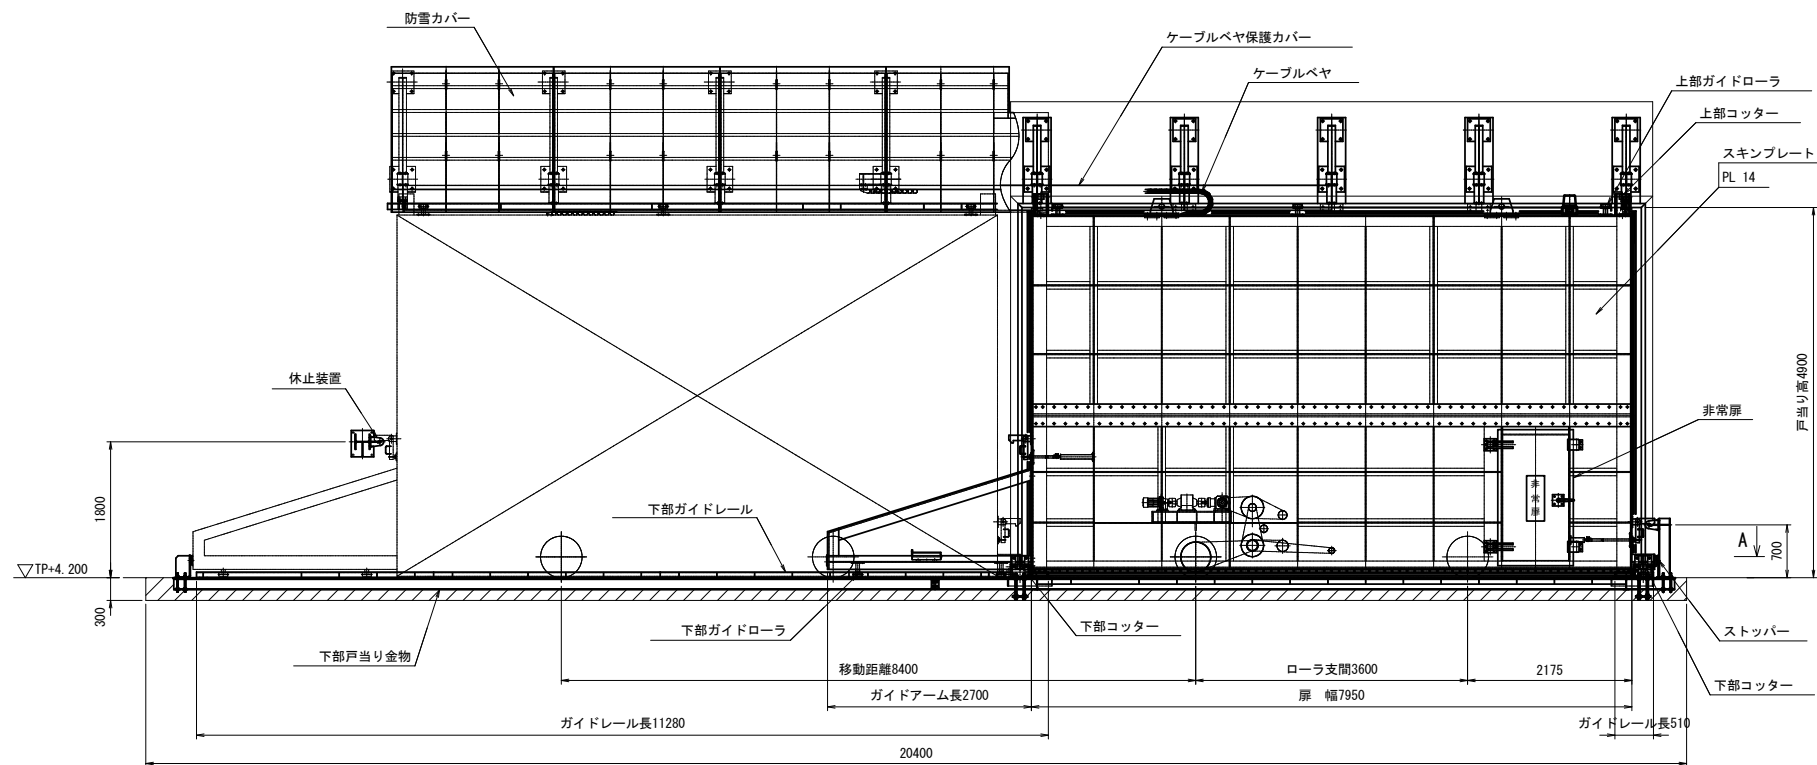 防雪カバー
ケーブルベヤ保護カバー
ケーブルベヤ
上部ガイドローラ
上部コッター
スキンプレート
PL 14
戸当り高4900
休止装置
非常扉
非常扉
1800
下部ガイドレール
A
700
▽TP+4.200
300
下部ガイドローラ
下部コッター
ストッパー
下部戸当り金物
移動距離8400
ローラ支間3600
2175
下部コッター
ガイドアーム長2700
扉 幅7950
ガイドレール長11280
ガイドレール長510
20400